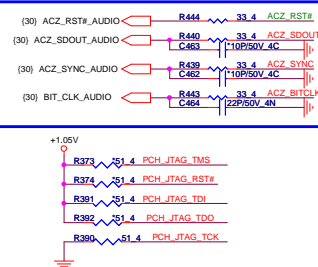 {30} ACZ_RST#_AUDIO R444 33_4 ACZ_RST#
{30} ACZ_SDOUT_AUDIO R440 33_4 ACZ_SDOUT
C463 *10P/50V_4C
{30} ACZ_SYNC_AUDIO R439 33_4 ACZ_SYNC
C462 *10P/50V_4C
{30} BIT_CLK_AUDIO R443 33_4 ACZ_BITCLK
C464 22P/50V_4N
+1.05V
R373 *51_4 PCH_JTAG_TMS
R374 *51_4 PCH_JTAG_RST#
R391 *51_4 PCH_JTAG_TDI
R392 *51_4 PCH_JTAG_TDO
R390 51_4 PCH_JTAG_TCK